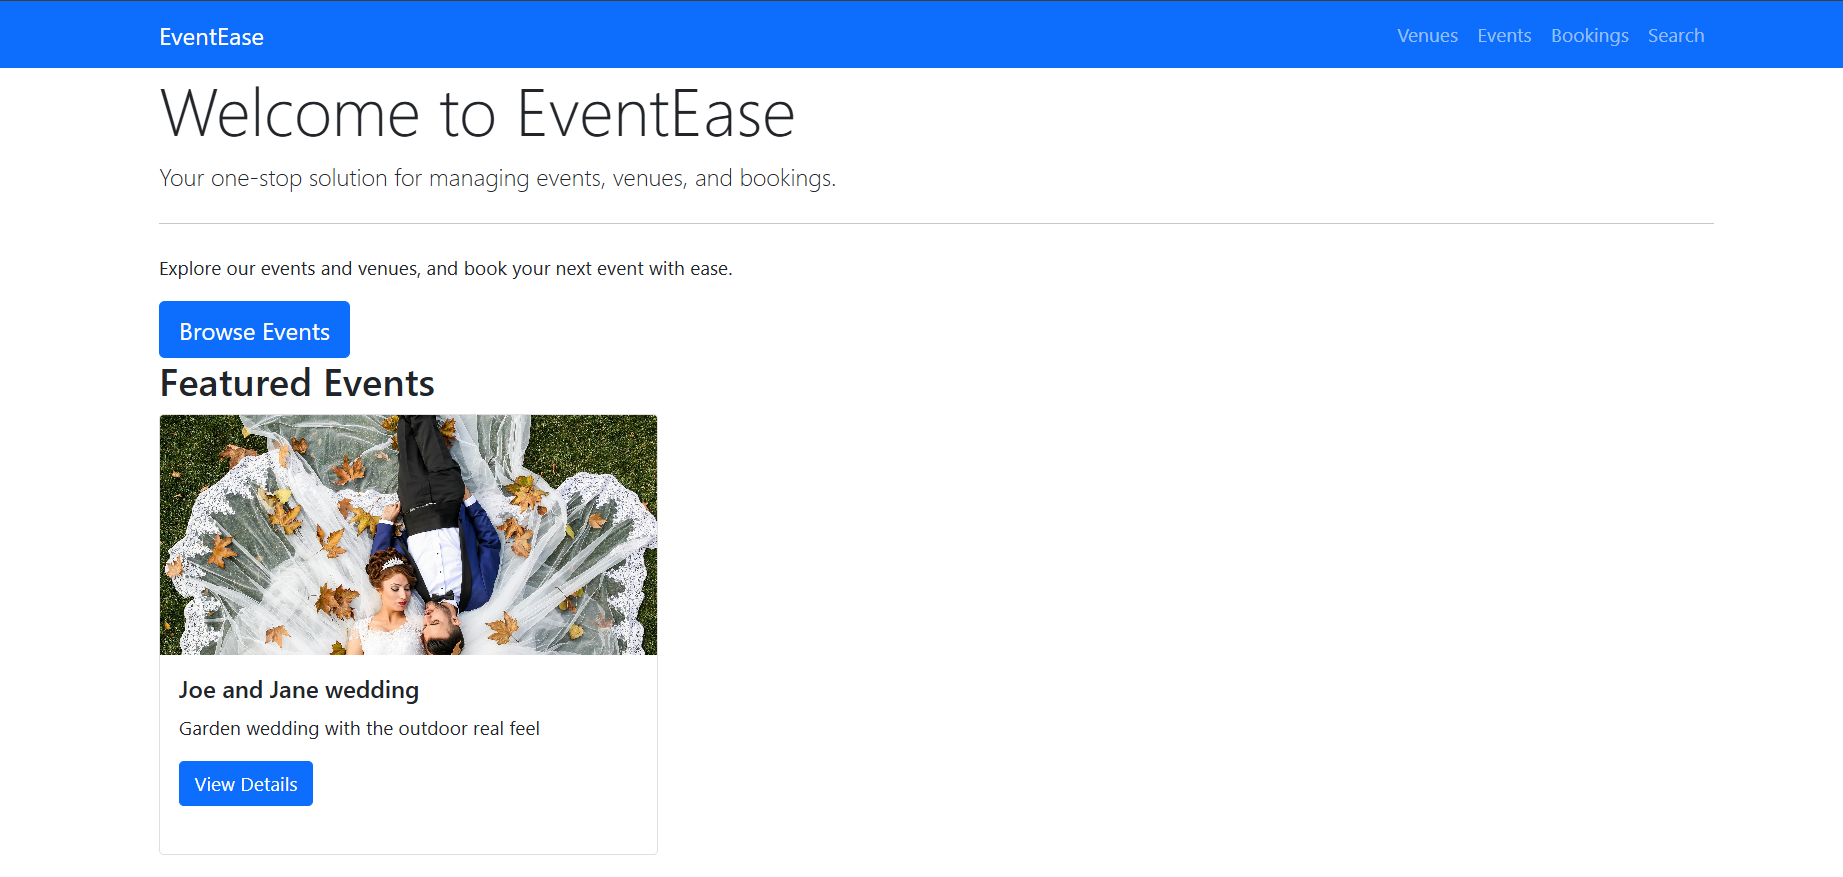 EventEase
Venues Events Bookings Search
Welcome to EventEase
Your one-stop solution for managing events, venues, and bookings.
Explore our events and venues, and book your next event with ease.
Browse Events
Featured Events
Joe and Jane wedding
Garden wedding with the outdoor real feel
View Details